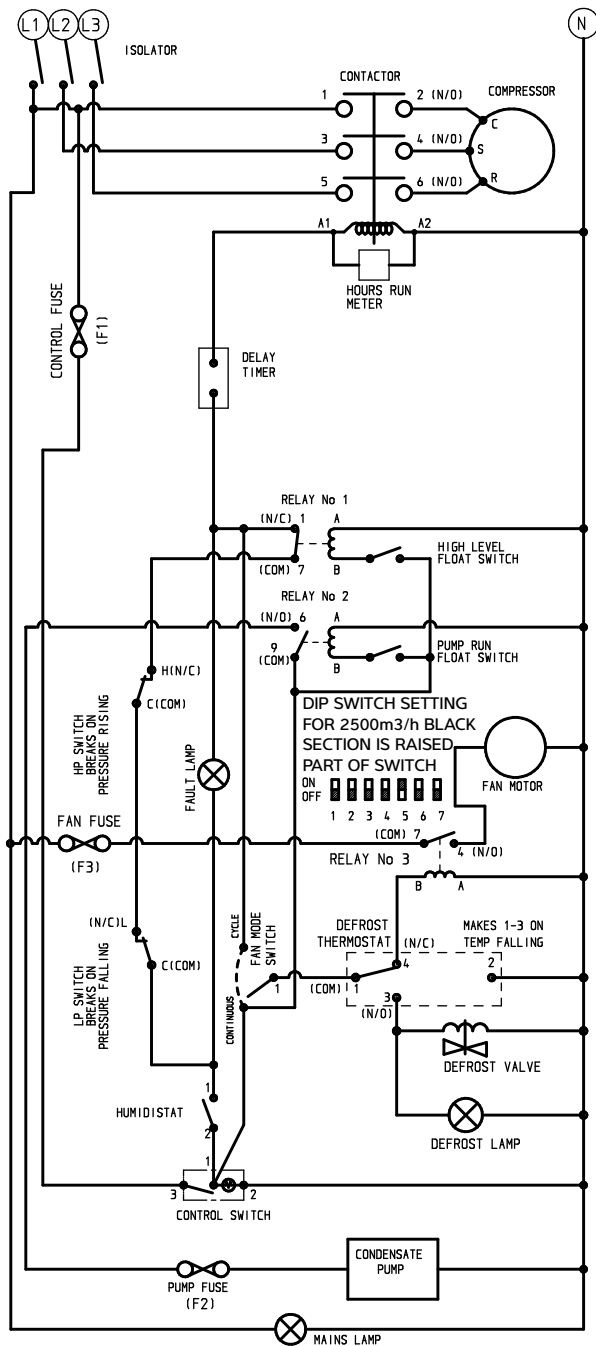 L1 L2 L3 N
ISOLATOR
CONTACTOR
COMPRESSOR
1 2 (N/O)
C
3 4 (N/O)
S
5 6 (N/O)
R
A1 A2
HOURS RUN
METER
CONTROL FUSE
(F1)
DELAY
TIMER
RELAY No 1
(N/C) 1 A
HIGH LEVEL
FLOAT SWITCH
(COM) 7 B
RELAY No 2
(N/O) 6 A
9
(COM)
B
PUMP RUN
FLOAT SWITCH
H(N/C)
C(COM)
HP SWITCH
BREAKS ON
PRESSURE RISING
DIP SWITCH SETTING
FOR 2500m3/h BLACK
SECTION IS RAISED
PART OF SWITCH
ON
OFF
1 2 3 4 5 6 7
FAULT LAMP
FAN MOTOR
FAN FUSE
(F3)
(COM) 7
4 (N/O)
RELAY No 3
B A
(N/C)L
C(COM)
LP SWITCH
BREAKS ON
PRESSURE FALLING
CYCLE
FAN MODE
SWITCH
CONTINUOUS
1
DEFROST
THERMOSTAT
(N/C)
4
MAKES 1-3 ON
TEMP FALLING
2
(COM) 1
3
(N/O)
DEFROST VALVE
DEFROST LAMP
1
HUMIDISTAT
2
1
3 2
CONTROL SWITCH
CONDENSATE
PUMP
PUMP FUSE
(F2)
MAINS LAMP